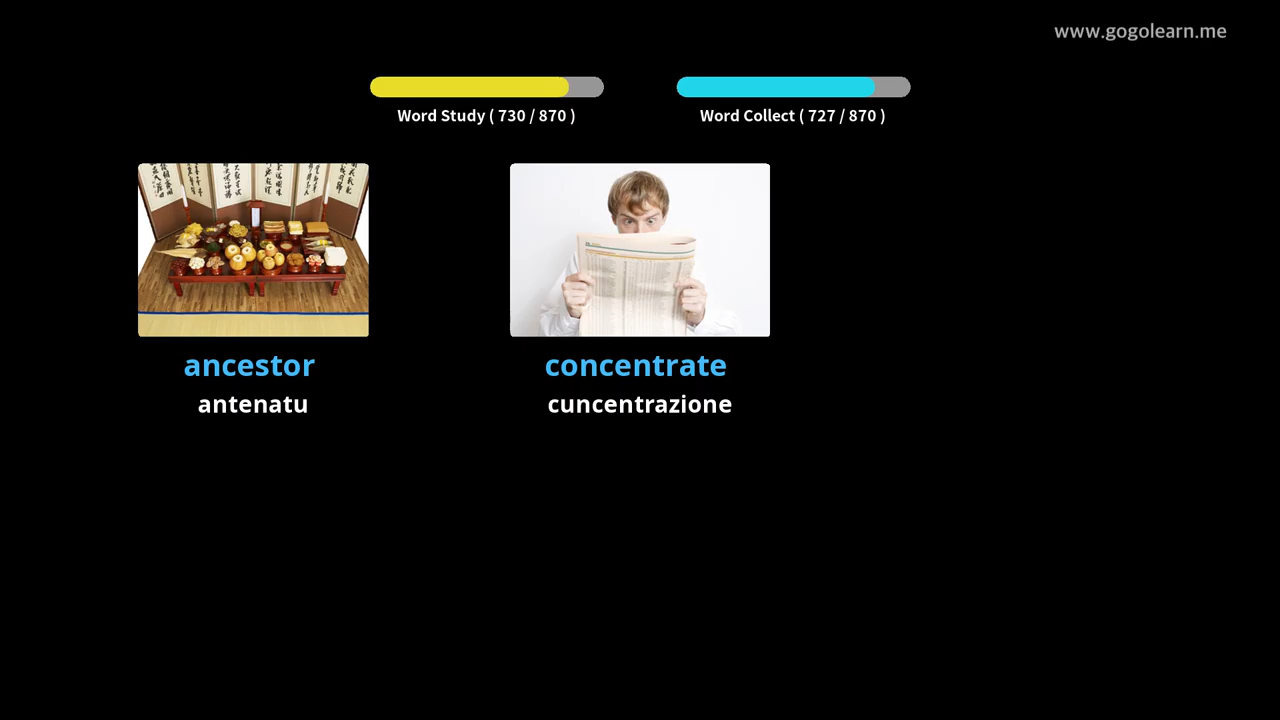 www.gogolearn.me
Word Study ( 730 / 870 )
Word Collect ( 727 / 870 )
ancestor
concentrate
antenatu
cuncentrazione